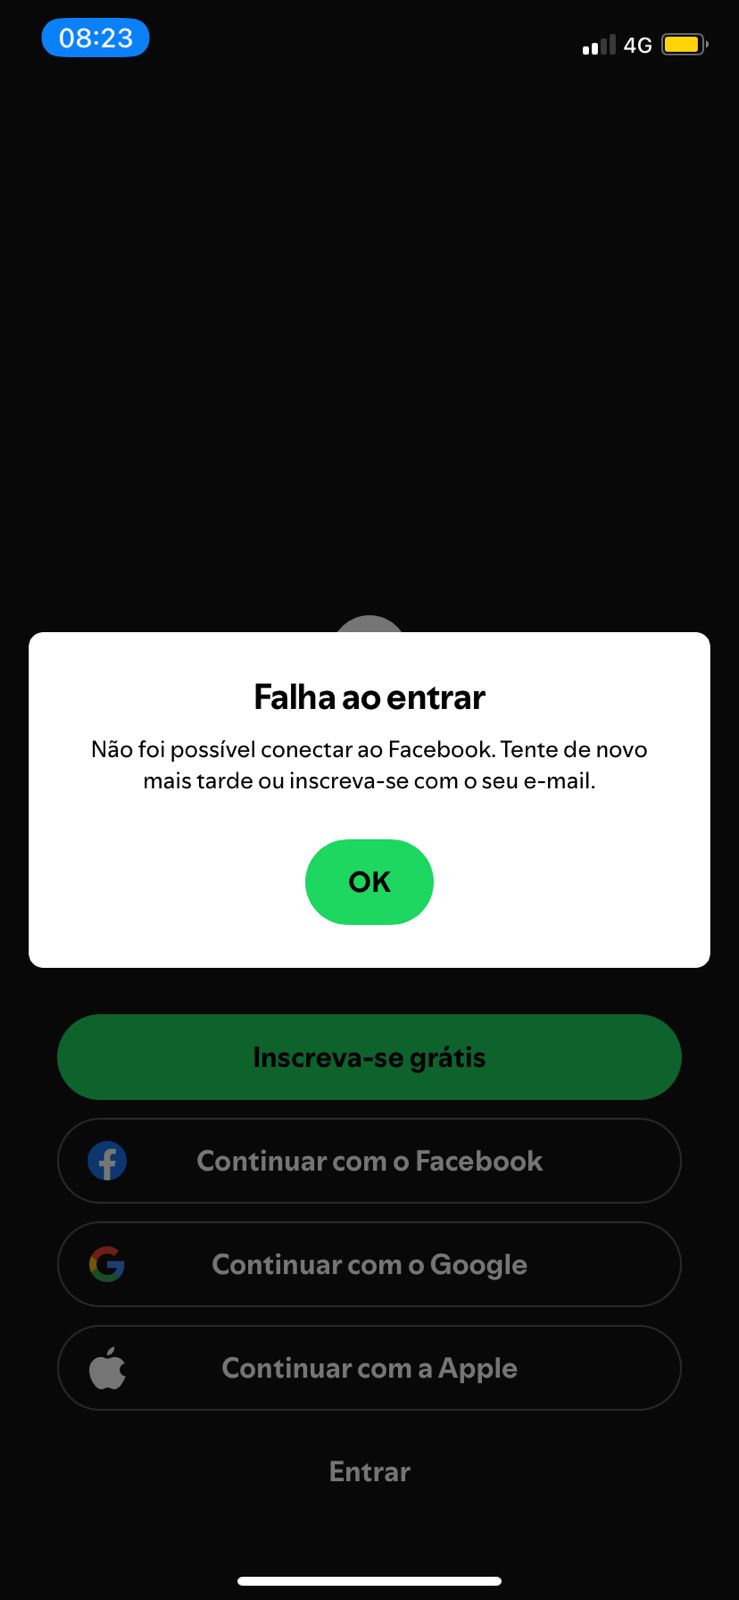 08:23
4G
Falha ao entrar
Não foi possível conectar ao Facebook. Tente de novo
mais tarde ou inscreva-se com o seu e-mail.
OK
Inscreva-se grátis
Continuar com o Facebook
Continuar com o Google
Continuar com a Apple
Entrar